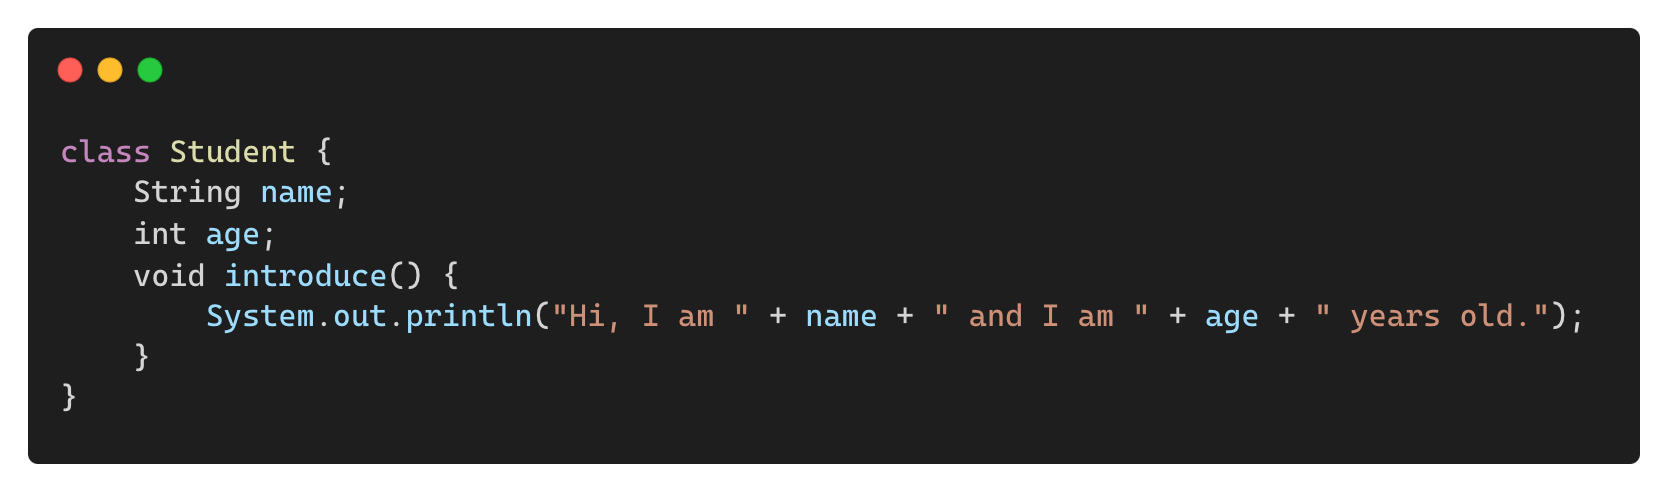 class Student {
    String name;
    int age;
    void introduce() {
        System.out.println("Hi, I am " + name + " and I am " + age + " years old.");
    }
}